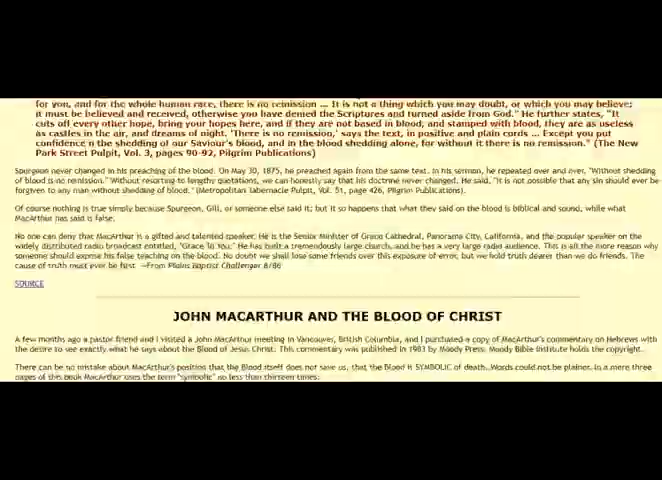 for you, and for the whole human race, there is no remission ... It is not a thing which you may doubt, or which you may believe;
it must be believed and received, otherwise you have denied the Scriptures and turned aside from God." He further states, "It
cuts off every other hope, bring your hopes here, and if they are not based in blood, and stamped with blood, they are as useless
as castles in the air, and dreams of night. 'There is no remission,' says the text, in positive and plain cords ... Except you put
confidence in the shedding of our Saviour's blood, and in the blood shedding alone, for without it there is no remission." (The New
Park Street Pulpit, Vol. 3, pages 90-92, Pilgrim Publications)
Spurgeon never changed in his preaching of the blood. On May 30, 1875, he preached again from the same text. In his sermon, he repeated over and over, "Without shedding
of blood is no remission." Without resorting to lengthy quotations, we can honestly say that his doctrine never changed. He said, "It is not possible that any sin should ever be
forgiven to any man without shedding of blood." (Metropolitan Tabernacle Pulpit, Vol. 51, page 426, Pilgrim Publications).
Of course nothing is true simply because Spurgeon, Gill, or someone else said it; but it so happens that what they said on the blood is biblical and sound, while what
MacArthur has said is false.
No one can deny that MacArthur is a gifted and talented speaker. He is the Senior Minister of Grace Cathedral, Panorama City, California, and the popular speaker on the
widely distributed radio broadcast entitled, "Grace To You." He has built a tremendously large church, and he has a very large radio audience. This is all the more reason why
someone should expose his false teaching on the blood. No doubt we shall lose some friends over this exposure of error, but we hold truth dearer than we do friends. The
cause of truth must ever be first. —From Plains Baptist Challenger 8/86
SOURCE
JOHN MACARTHUR AND THE BLOOD OF CHRIST
A few months ago a pastor friend and I visited a John MacArthur meeting in Vancouver, British Columbia, and I purchased a copy of MacArthur's commentary on Hebrews with
the desire to see exactly what he says about the Blood of Jesus Christ. This commentary was published in 1983 by Moody Press. Moody Bible Institute holds the copyright.
There can be no mistake about MacArthur's position that the Blood itself does not save us, that the Blood is SYMBOLIC of death. Words could not be plainer. In a mere three
pages of this book MacArthur uses the term "symbolic" no less than thirteen times: